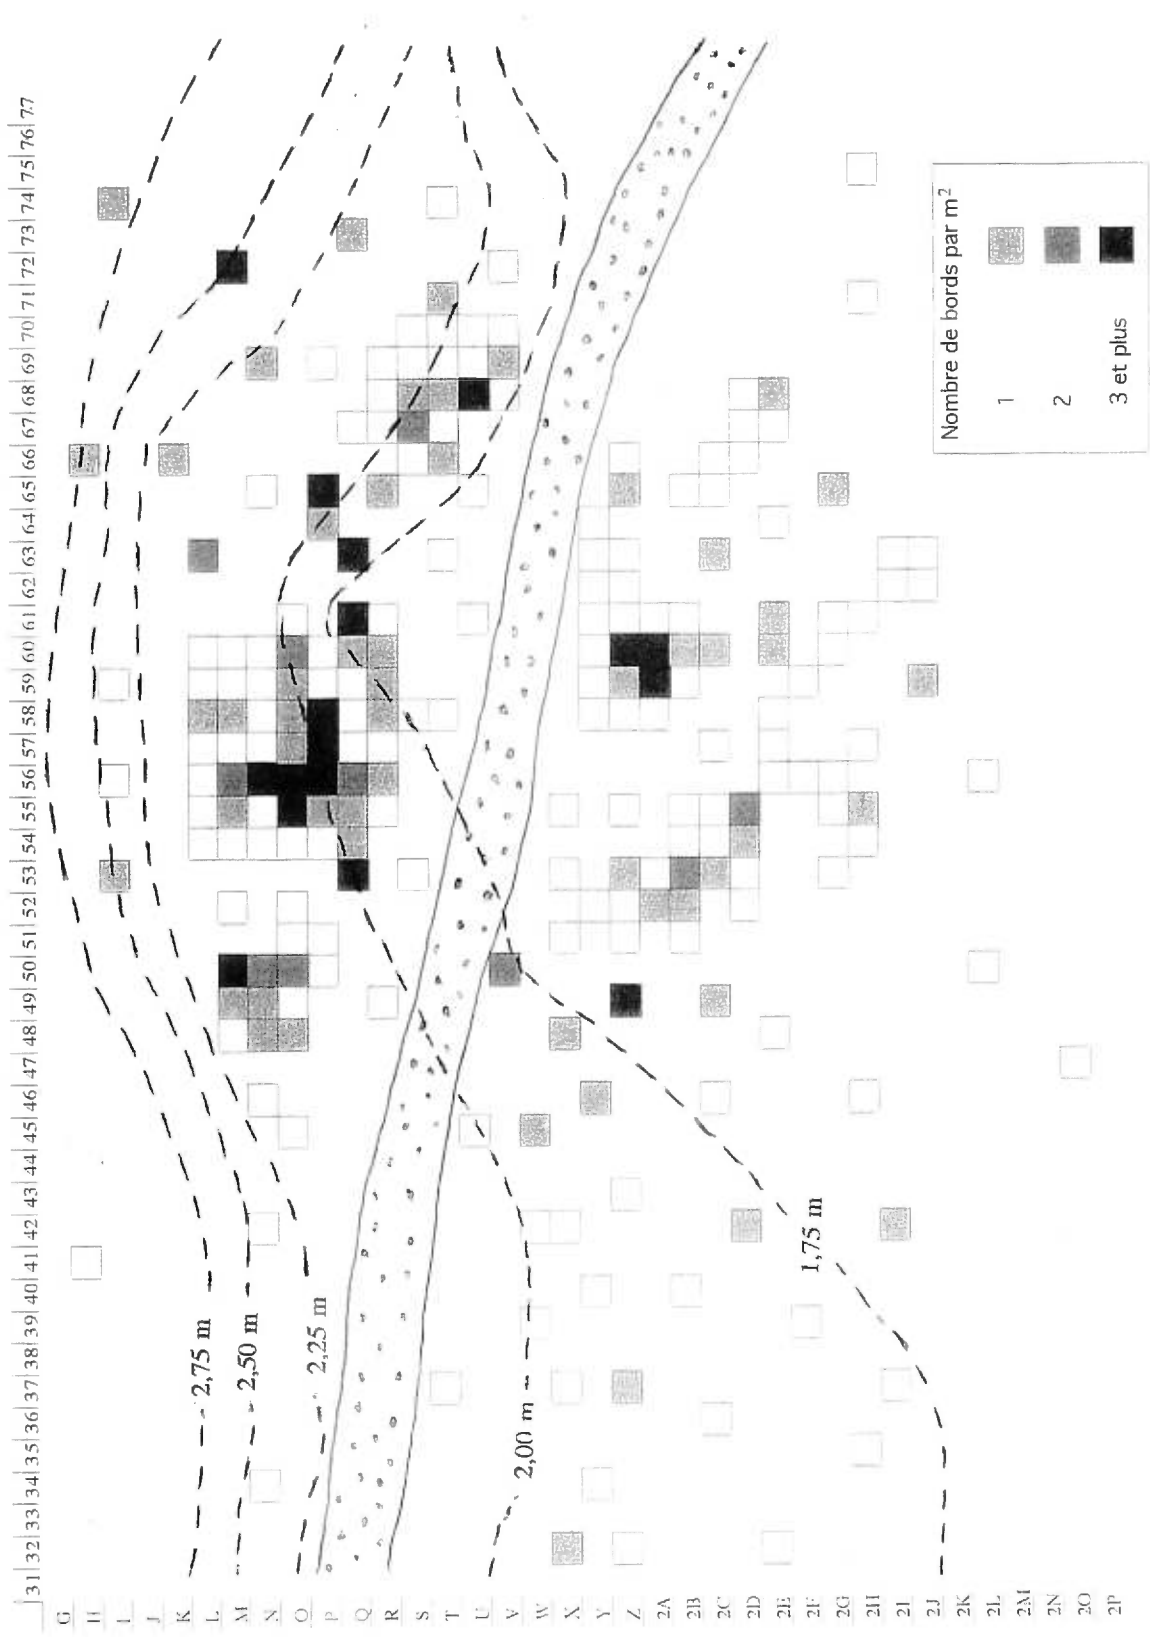 31|32|33|34|35|36|37|38|39|40|41|42|43|44|45|46|47|48|49|50|51|52|53|54|55|56|57|58|59|60|61|62|63|64|65|66|67|68|69|70|71|72|73|74|75|76|77
G
H
I
J
K
L
M
N
O
P
Q
R
S
T
U
V
W
X
Y
Z
2A
2B
2C
2D
2E
2F
2G
2H
2I
2J
2K
2L
2M
2N
2O
2P
2,75 m
2,50 m
2,25 m
2,00 m
1,75 m
Nombre de bords par m²
1
2
3 et plus